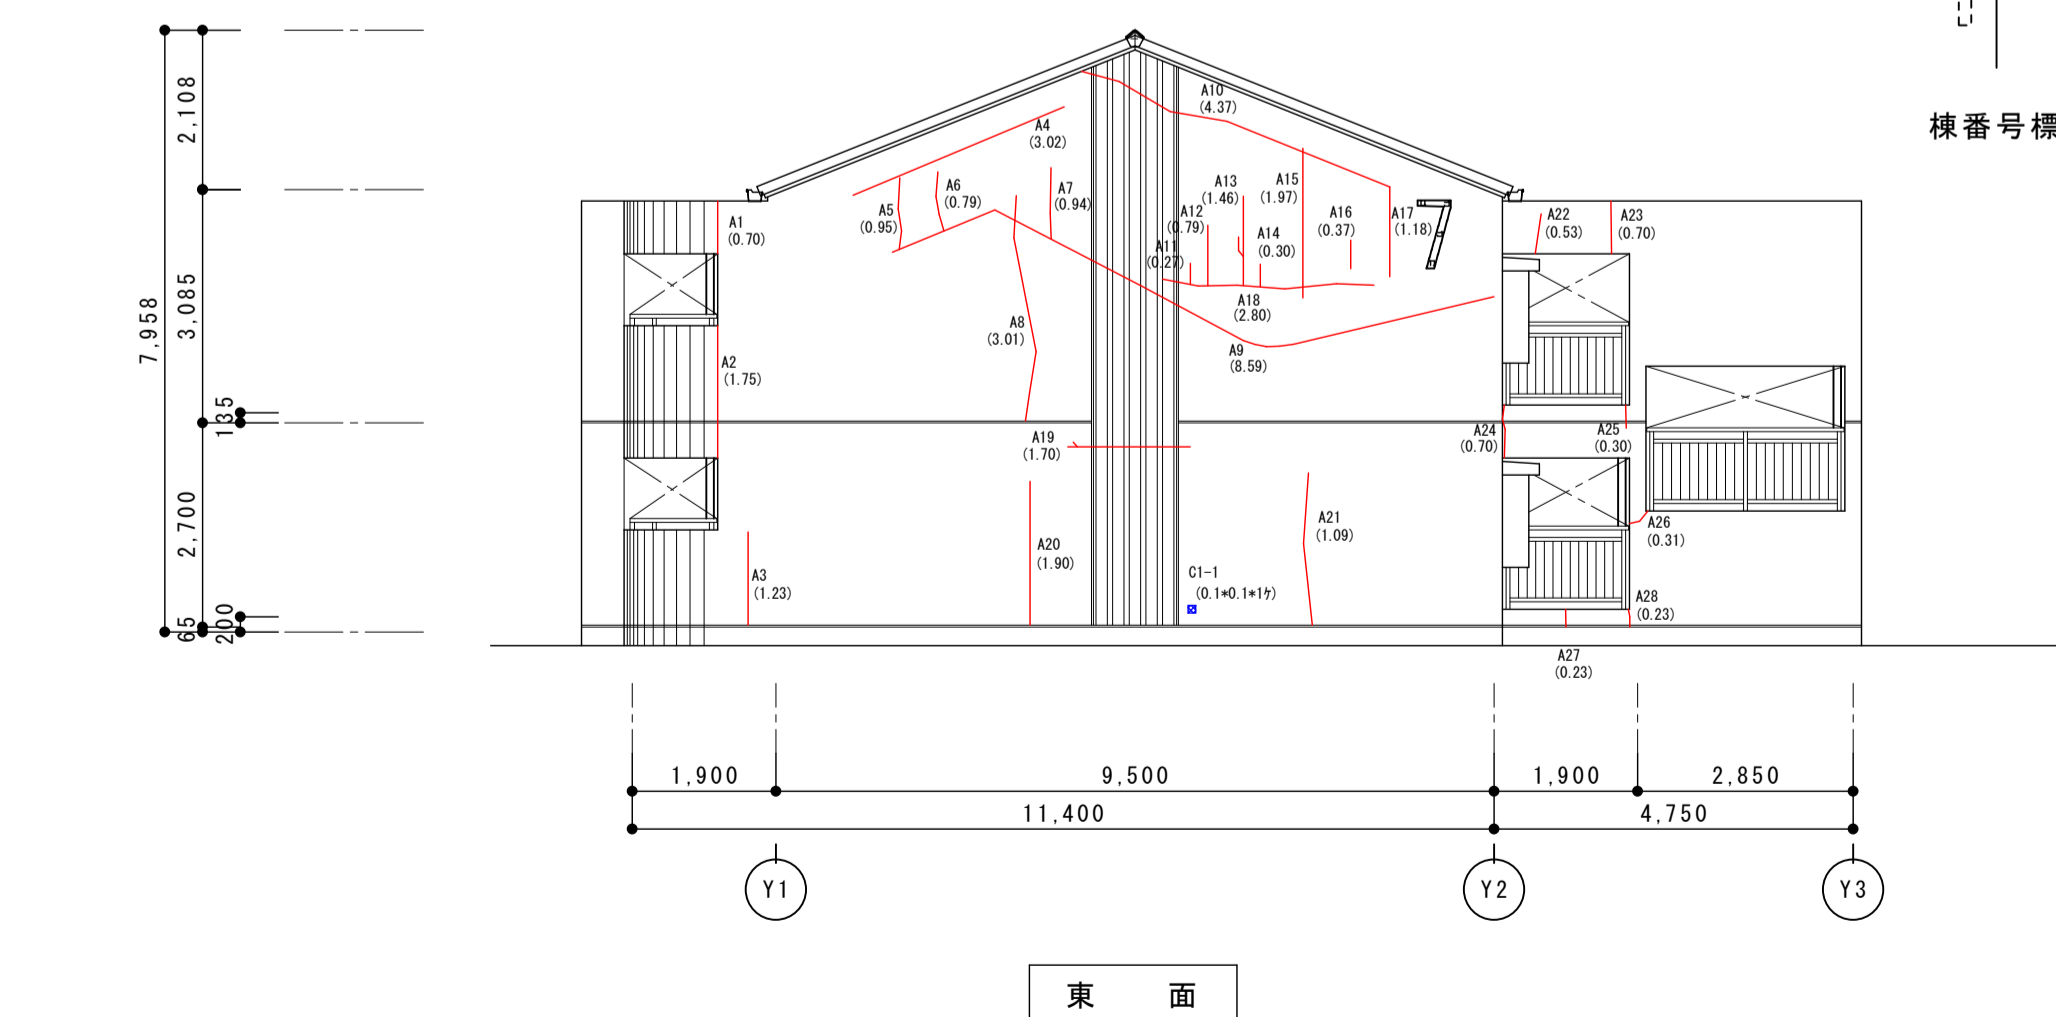 棟番号標
7,958
2,108
3,085
135
2,700
65
200
A1
(0.70)
A2
(1.75)
A3
(1.23)
A4
(3.02)
A5
(0.95)
A6
(0.79)
A7
(0.94)
A8
(3.01)
A9
(8.59)
A10
(4.37)
A11
(0.27)
A12
(0.79)
A13
(1.46)
A14
(0.30)
A15
(1.97)
A16
(0.37)
A17
(1.18)
A18
(2.80)
A19
(1.70)
A20
(1.90)
A21
(1.09)
C1-1
(0.1*0.1*1ｹ)
A22
(0.53)
A23
(0.70)
A24
(0.70)
A25
(0.30)
A26
(0.31)
A27
(0.23)
A28
(0.23)
1,900
9,500
1,900
2,850
11,400
4,750
Y1
Y2
Y3
東 面